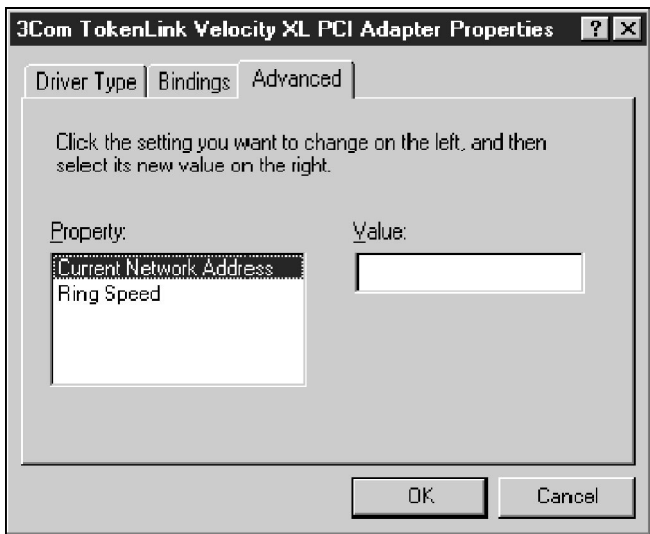 3Com TokenLink Velocity XL PCI Adapter Properties ? X
Driver Type Bindings Advanced
Click the setting you want to change on the left, and then
select its new value on the right.
Property: Value:
Current Network Address
Ring Speed
OK Cancel